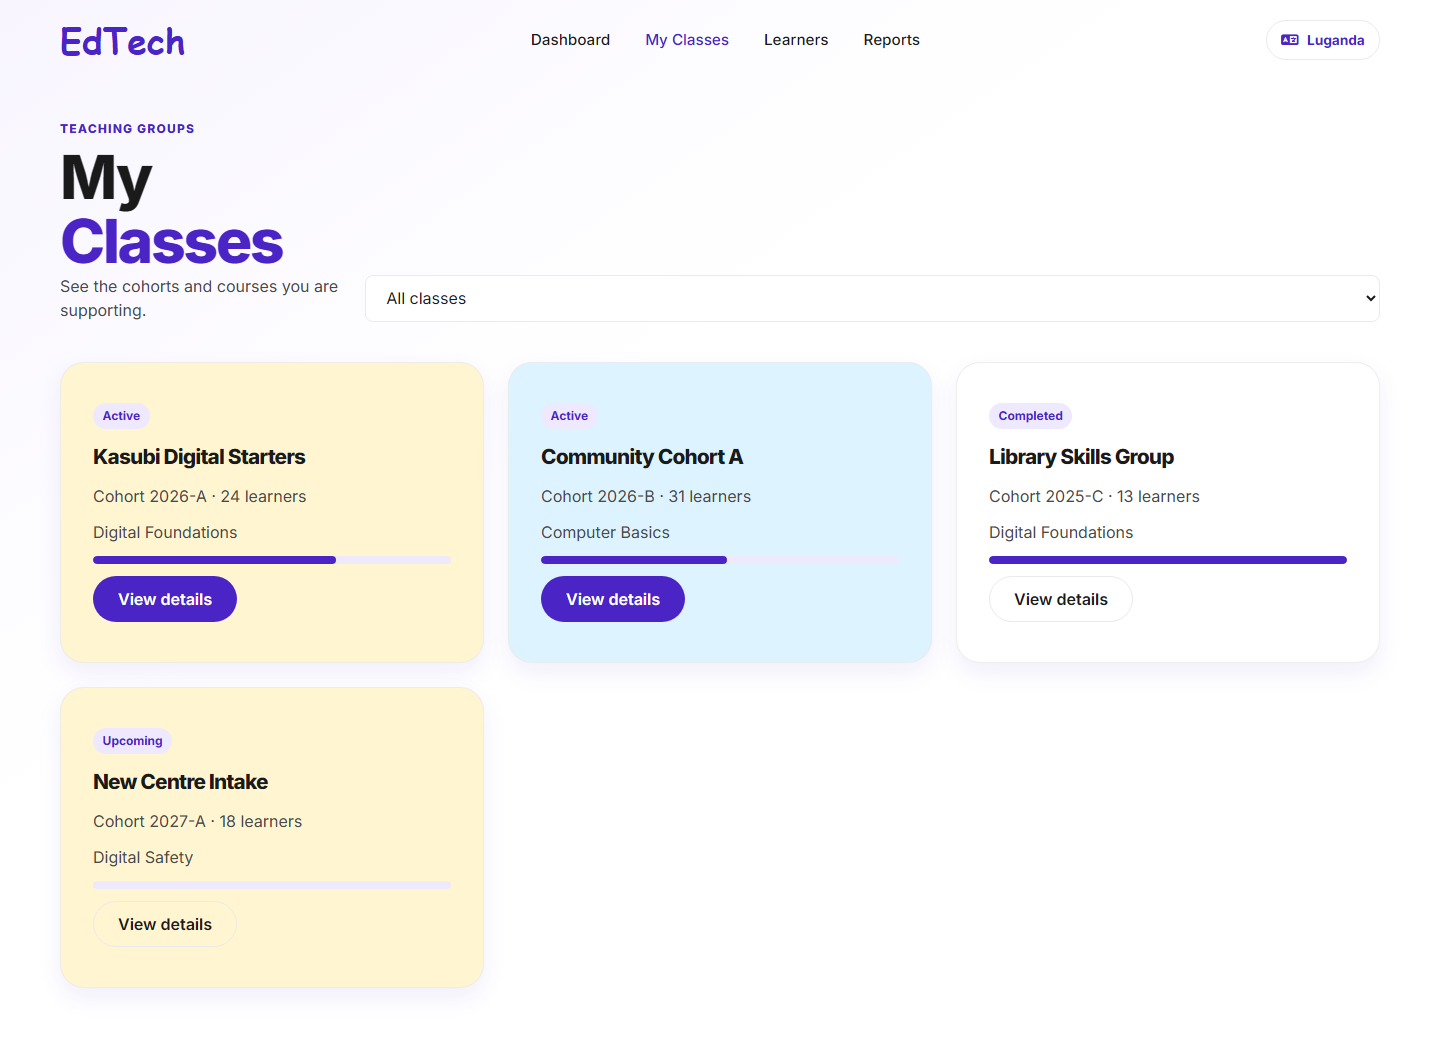 EdTech
Dashboard
My Classes
Learners
Reports
Luganda
TEACHING GROUPS
My
Classes
See the cohorts and courses you are
supporting.
All classes
Active
Kasubi Digital Starters
Cohort 2026-A · 24 learners
Digital Foundations
View details
Active
Community Cohort A
Cohort 2026-B · 31 learners
Computer Basics
View details
Completed
Library Skills Group
Cohort 2025-C · 13 learners
Digital Foundations
View details
Upcoming
New Centre Intake
Cohort 2027-A · 18 learners
Digital Safety
View details